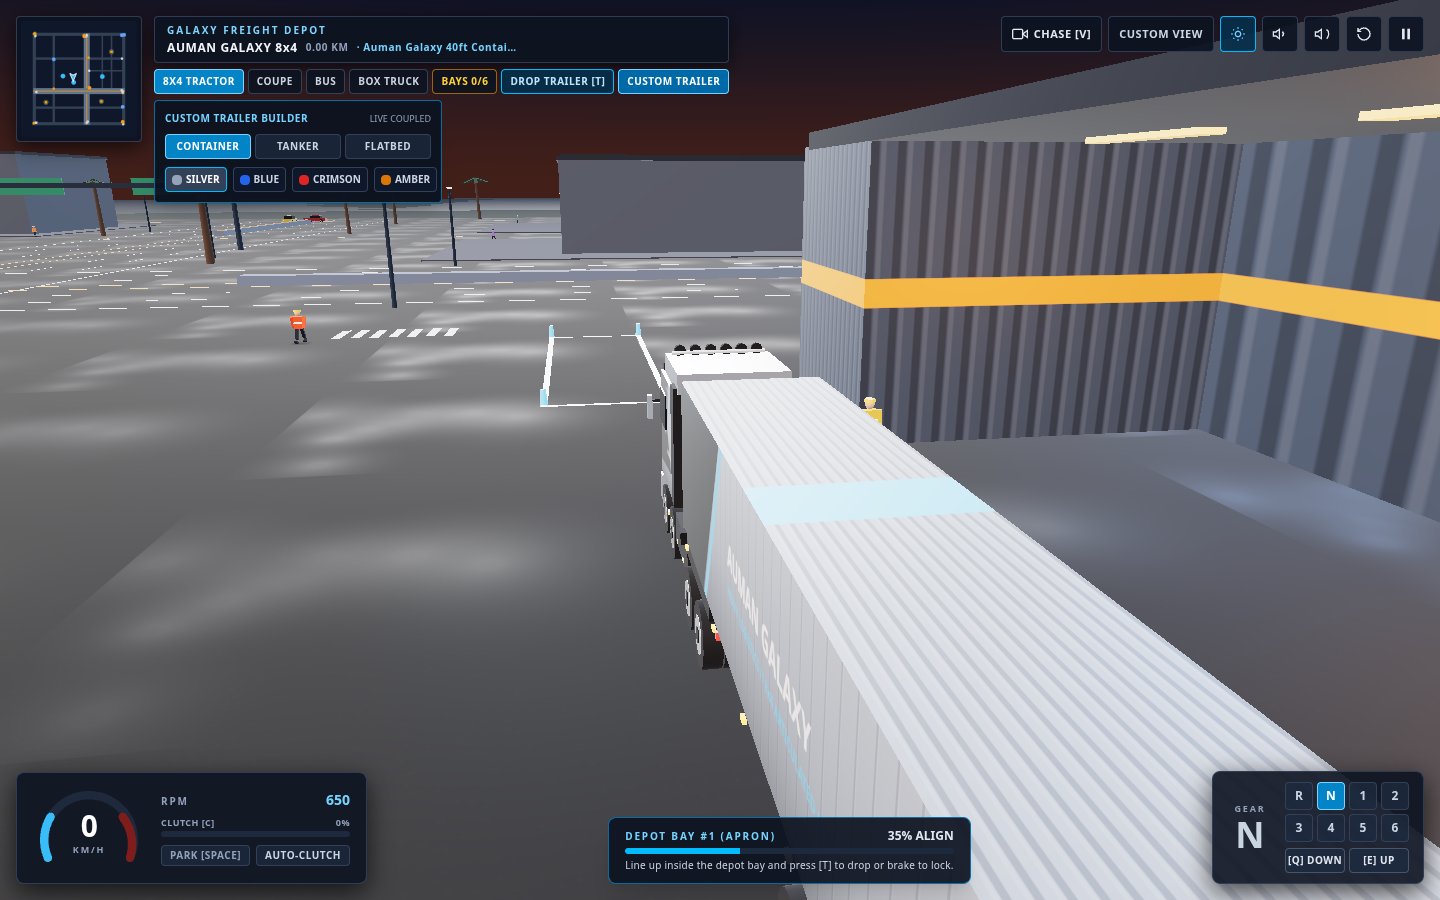 GALAXY FREIGHT DEPOT
AUMAN GALAXY 8x4 0.00 KM · Auman Galaxy 40ft Contai...
CHASE [V]
CUSTOM VIEW
8X4 TRACTOR
COUPE
BUS
BOX TRUCK
BAYS 0/6
DROP TRAILER [T]
CUSTOM TRAILER
CUSTOM TRAILER BUILDER LIVE COUPLED
CONTAINER
TANKER
FLATBED
SILVER
BLUE
CRIMSON
AMBER
AUMAN GALAXY
0
KM/H
RPM 650
CLUTCH [C] 0%
PARK [SPACE]
AUTO-CLUTCH
DEPOT BAY #1 (APRON) 35% ALIGN
Line up inside the depot bay and press [T] to drop or brake to lock.
GEAR
N
R N 1 2
3 4 5 6
[Q] DOWN
[E] UP